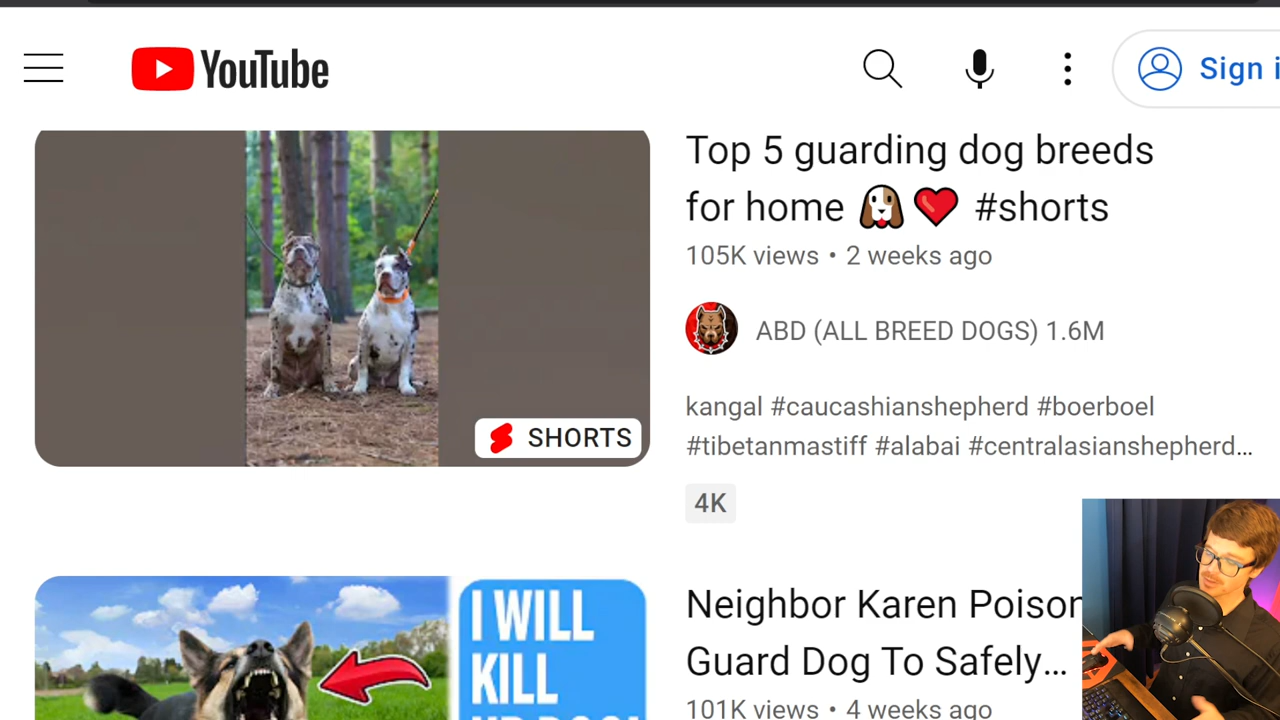 YouTube
Sign i
Top 5 guarding dog breeds
for home 🐶❤️ #shorts
105K views • 2 weeks ago
ABD (ALL BREED DOGS) 1.6M
kangal #caucashianshepherd #boerboel
#tibetanmastiff #alabai #centralasianshepherd...
4K
SHORTS
I WILL
KILL
Neighbor Karen Poison
Guard Dog To Safely...
101K views • 4 weeks ago